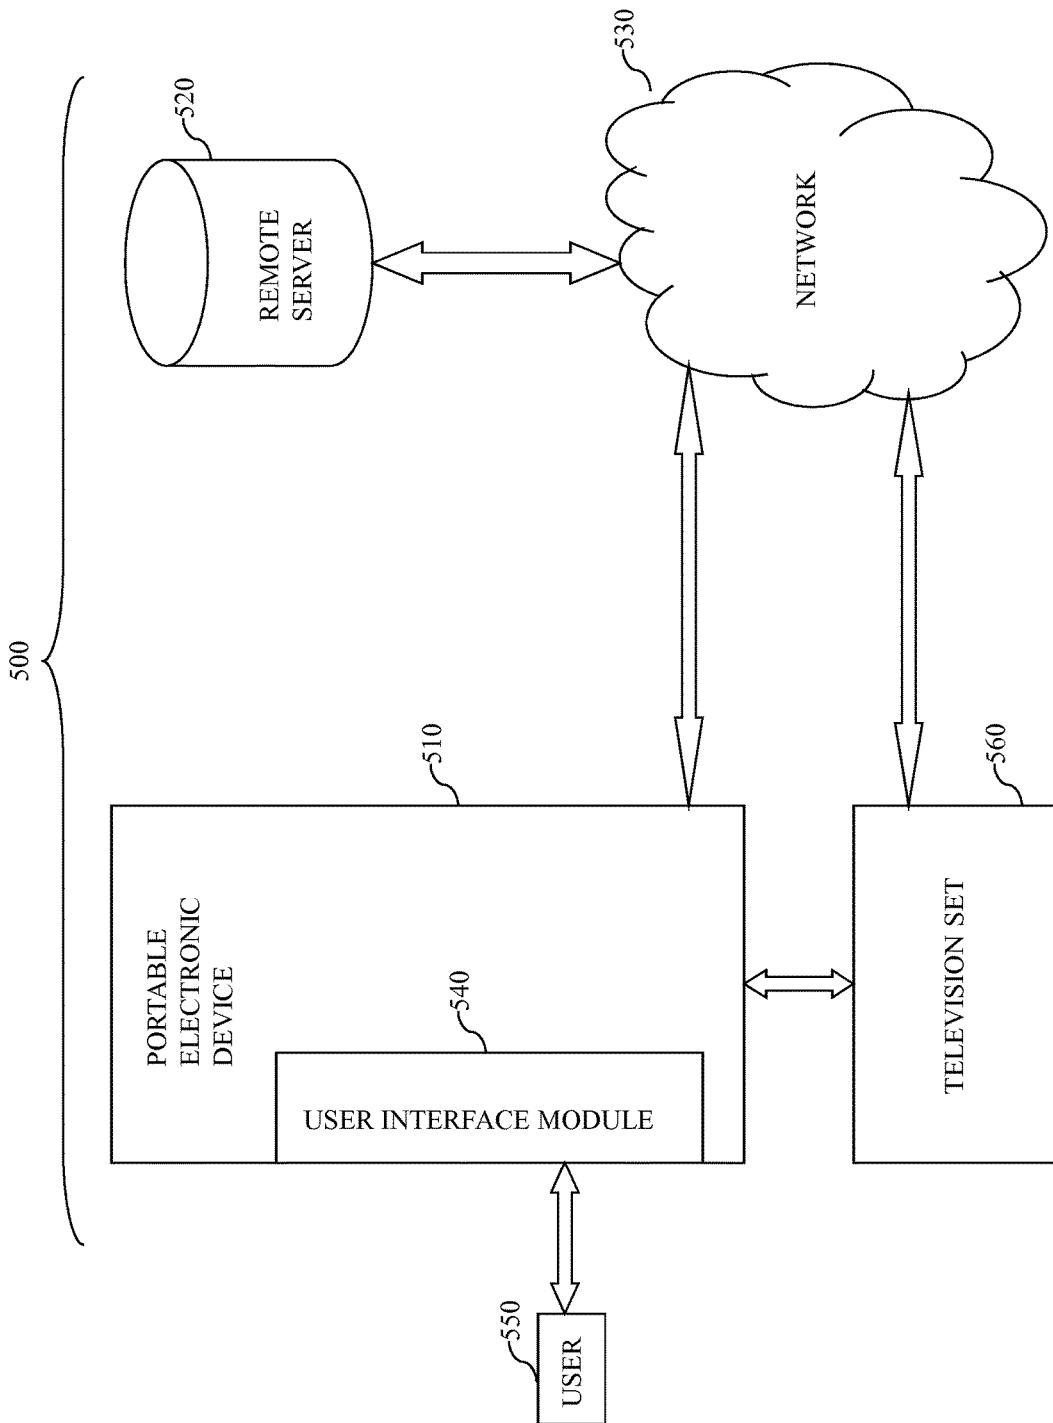 500
520
REMOTE
SERVER
530
NETWORK
510
PORTABLE
ELECTRONIC
DEVICE
540
USER INTERFACE MODULE
550
USER
560
TELEVISION SET